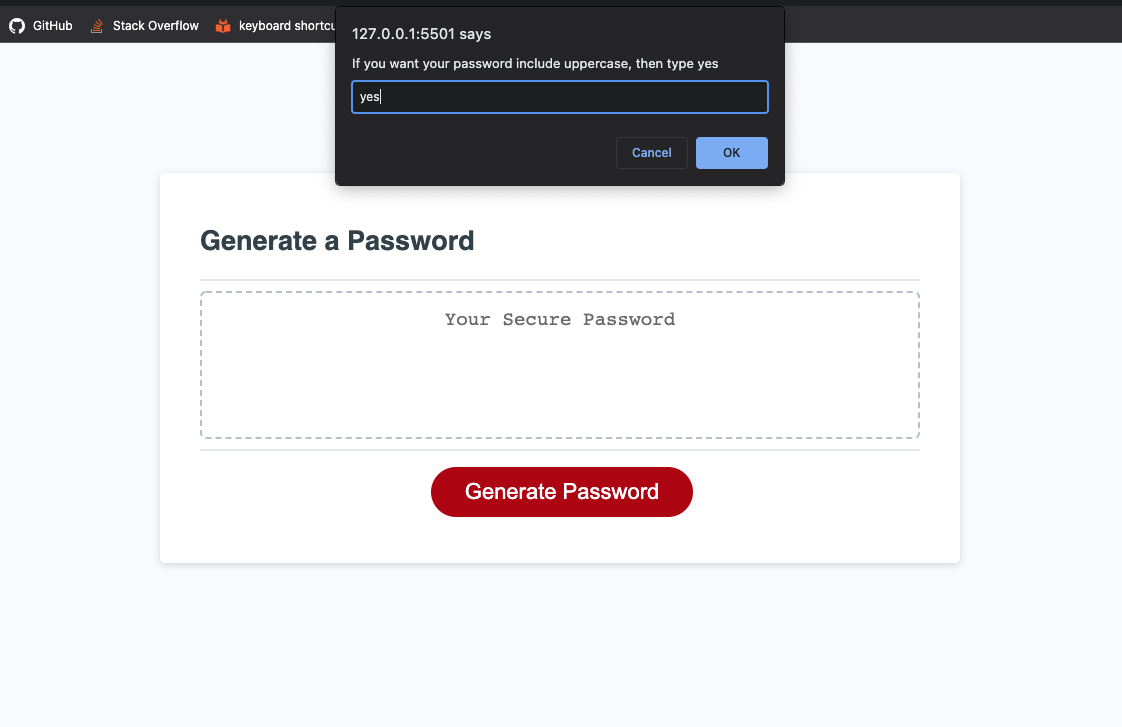 GitHub
Stack Overflow
keyboard shortcu
127.0.0.1:5501 says
If you want your password include uppercase, then type yes
yes
Cancel
OK
Generate a Password
Your Secure Password
Generate Password